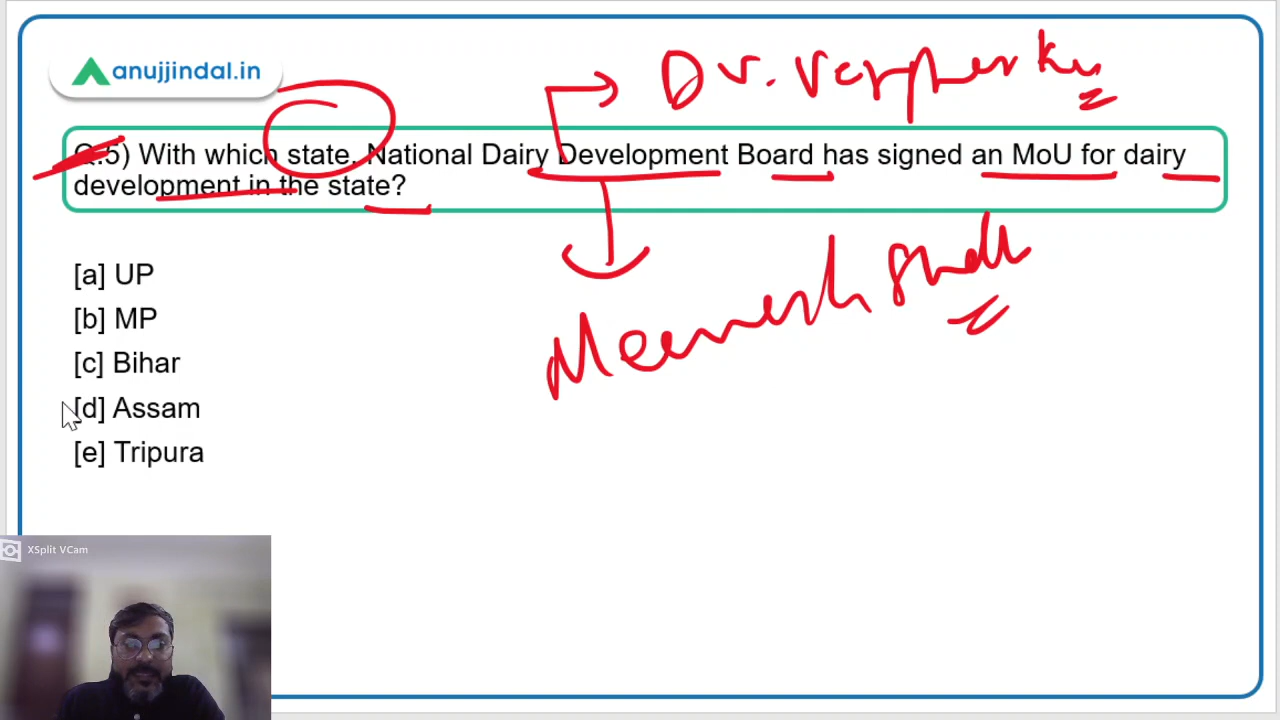 anujjindal.in
Dr.
Q.5) With which state, National Dairy Development Board has signed an MoU for dairy
development in the state?
Meenesh Shah
[a] UP
[b] MP
[c] Bihar
[d] Assam
[e] Tripura
XSplit VCam